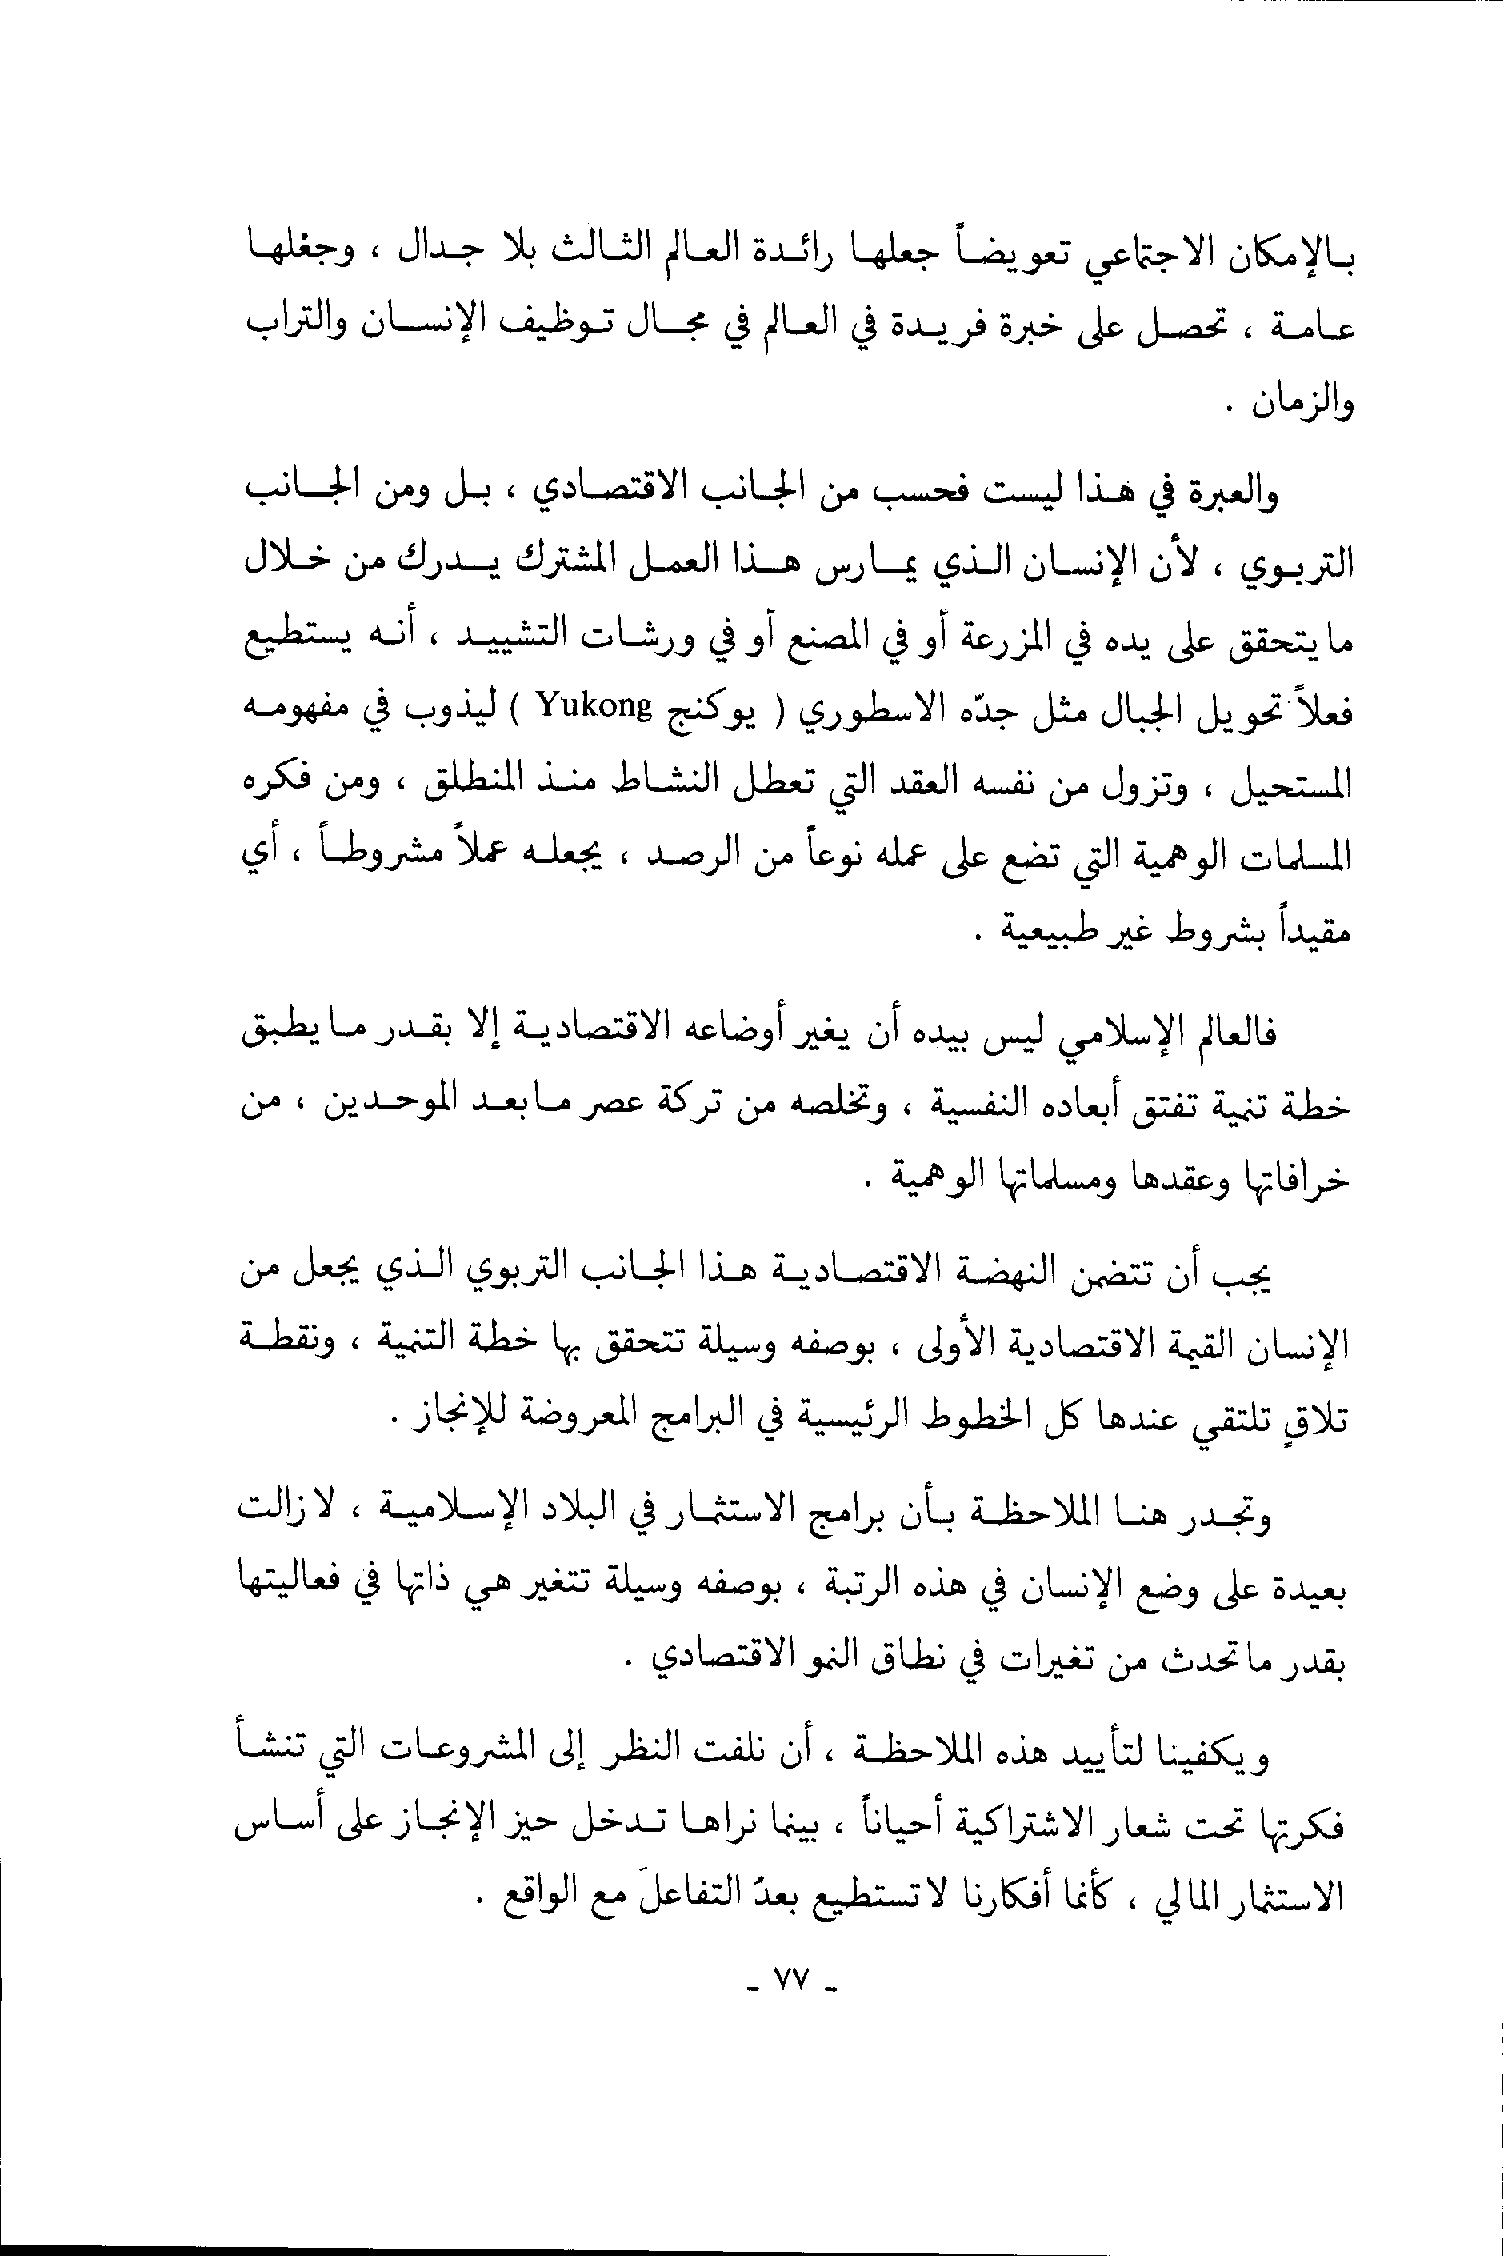 بالإمكان الاجتماعي تعويضاً جعلها رائدة العالم الثالث بلا جدال ، وجعلها
عامة ، تحصل على خبرة فريدة في العالم في مجال توظيف الإنسان والتراب
والزمان .
والعبرة في هذا ليست فحسب من الجانب الاقتصادي ، بل ومن الجانب
التربوي ، لأن الإنسان الذي يمارس هذا العمل المشترك يدرك من خلال
ما يتحقق على يده في المزرعة أو في المصنع أو في ورشات التشييد ، أنه يستطيع
فعلاً تحويل الجبال مثل جدّه الاسطوري ( يوكنج Yukong ) ليذوب في مفهومه
المستحيل ، وتزول من نفسه العقد التي تعطل النشاط منذ المنطلق ، ومن فكره
المسلمات الوهمية التي تضع على عمله نوعاً من الرصد ، يجعله عملاً مشروطاً ، أي
مقيداً بشروط غير طبيعية .
فالعالم الإسلامي ليس بيده أن يغير أوضاعه الاقتصادية إلا بقدر ما يطبق
خطة تنمية تفتق أبعاده النفسية ، وتخلصه من تركة عصر مابعد الموحدين ، من
خرافاتها وعقدها ومسلماتها الوهمية .
يجب أن تتضمن النهضة الاقتصادية هذا الجانب التربوي الذي يجعل من
الإنسان القيمة الاقتصادية الأولى ، بوصفه وسيلة تتحقق بها خطة التنمية ، ونقطة
تلاقٍ تلتقي عندها كل الخطوط الرئيسية في البرامج المعروضة للإنجاز .
وتجدر هنا الملاحظة بأن برامج الاستثمار في البلاد الإسلامية ، لا زالت
بعيدة على وضع الإنسان في هذه الرتبة ، بوصفه وسيلة تتغير هي ذاتها في فعاليتها
بقدر ما تحدث من تغيرات في نطاق النمو الاقتصادي .
ويكفينا لتأييد هذه الملاحظة ، أن نلفت النظر إلى المشروعات التي تنشأ
فكرتها تحت شعار الاشتراكية أحياناً ، بينما نراها تدخل حيز الإنجاز على أساس
الاستثمار المالي ، كأنما أفكارنا لا تستطيع بعدُ التفاعلَ مع الواقع .
ـ ٧٧ ـ